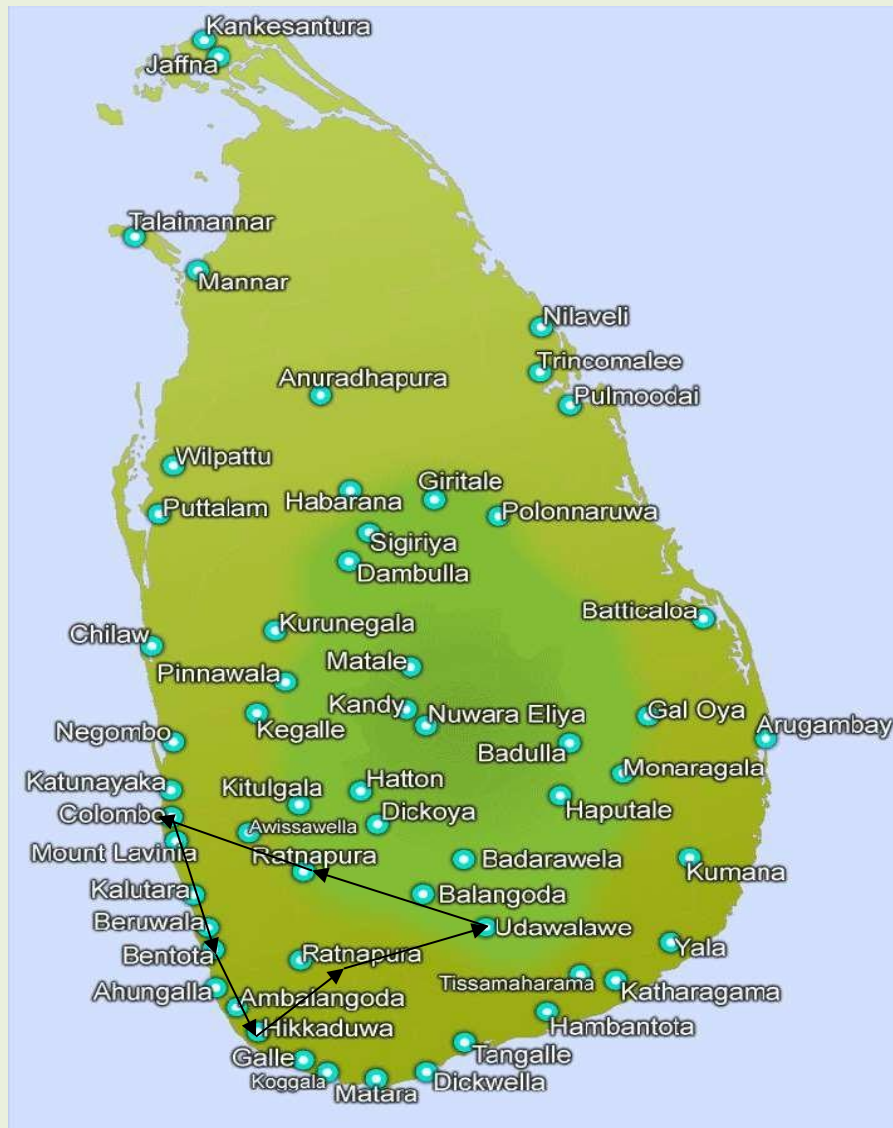 Kankesantura
Jaffna
Talaimannar
Mannar
Nilaveli
Trincomalee
Anuradhapura
Pulmoodai
Wilpattu
Giritale
Habarana
Puttalam
Polonnaruwa
Sigiriya
Dambulla
Batticaloa
Kurunegala
Chilaw
Matale
Pinnawala
Kandy
Gal Oya
Nuwara Eliya
Kegalle
Arugambay
Negombo
Badulla
Monaragala
Katunayaka
Hatton
Kitulgala
Haputale
Colombo
Dickoya
Awissawella
Mount Lavinia
Ratnapura
Badarawela
Kumana
Kalutara
Balangoda
Beruwala
Udawalawe
Yala
Bentota
Ratnapura
Tissamaharama
Ahungalla
Katharagama
Ambalangoda
Hikkaduwa
Hambantota
Galle
Tangalle
Koggala
Dickwella
Matara